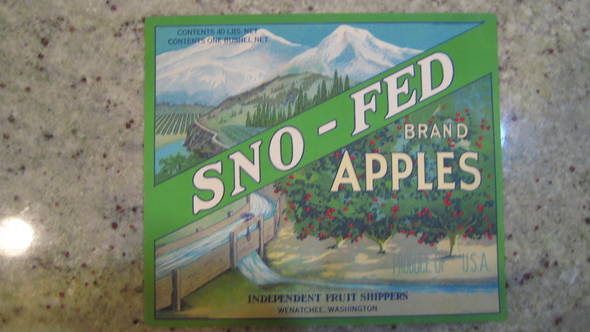 CONTENTS 40 LBS. NET
CONTENTS ONE BUSHEL NET
SNO-FED
BRAND
APPLES
PRODUCE OF U.S.A.
INDEPENDENT FRUIT SHIPPERS
WENATCHEE, WASHINGTON